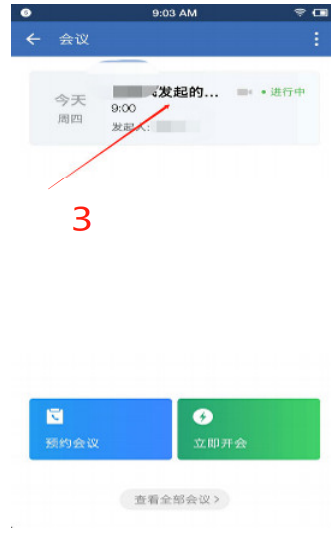 9:03 AM
会议
今天
周四
发起的... 进行中
9:00
发起人:
3
预约会议
立即开会
查看全部会议 >